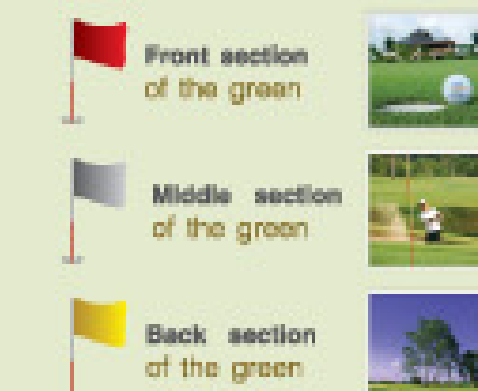 Front section
of the green
Middle section
of the green
Back section
of the green